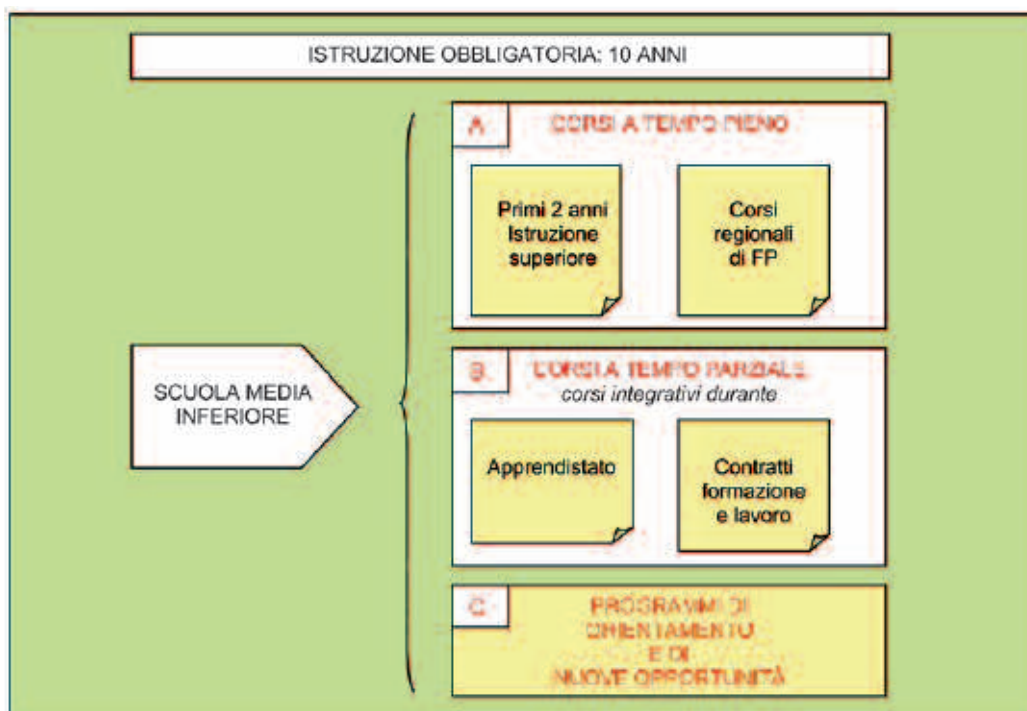 ISTRUZIONE OBBLIGATORIA: 10 ANNI
A
CORSI A TEMPO PIENO
Primi 2 anni
Istruzione
superiore
Corsi
regionali
di FP
SCUOLA MEDIA
INFERIORE
B
CORSI A TEMPO PARZIALE
corsi integrativi durante
Apprendistato
Contratti
formazione
e lavoro
C
PROGRAMMI DI
ORIENTAMENTO
E DI
NUOVE OPPORTUNITÀ